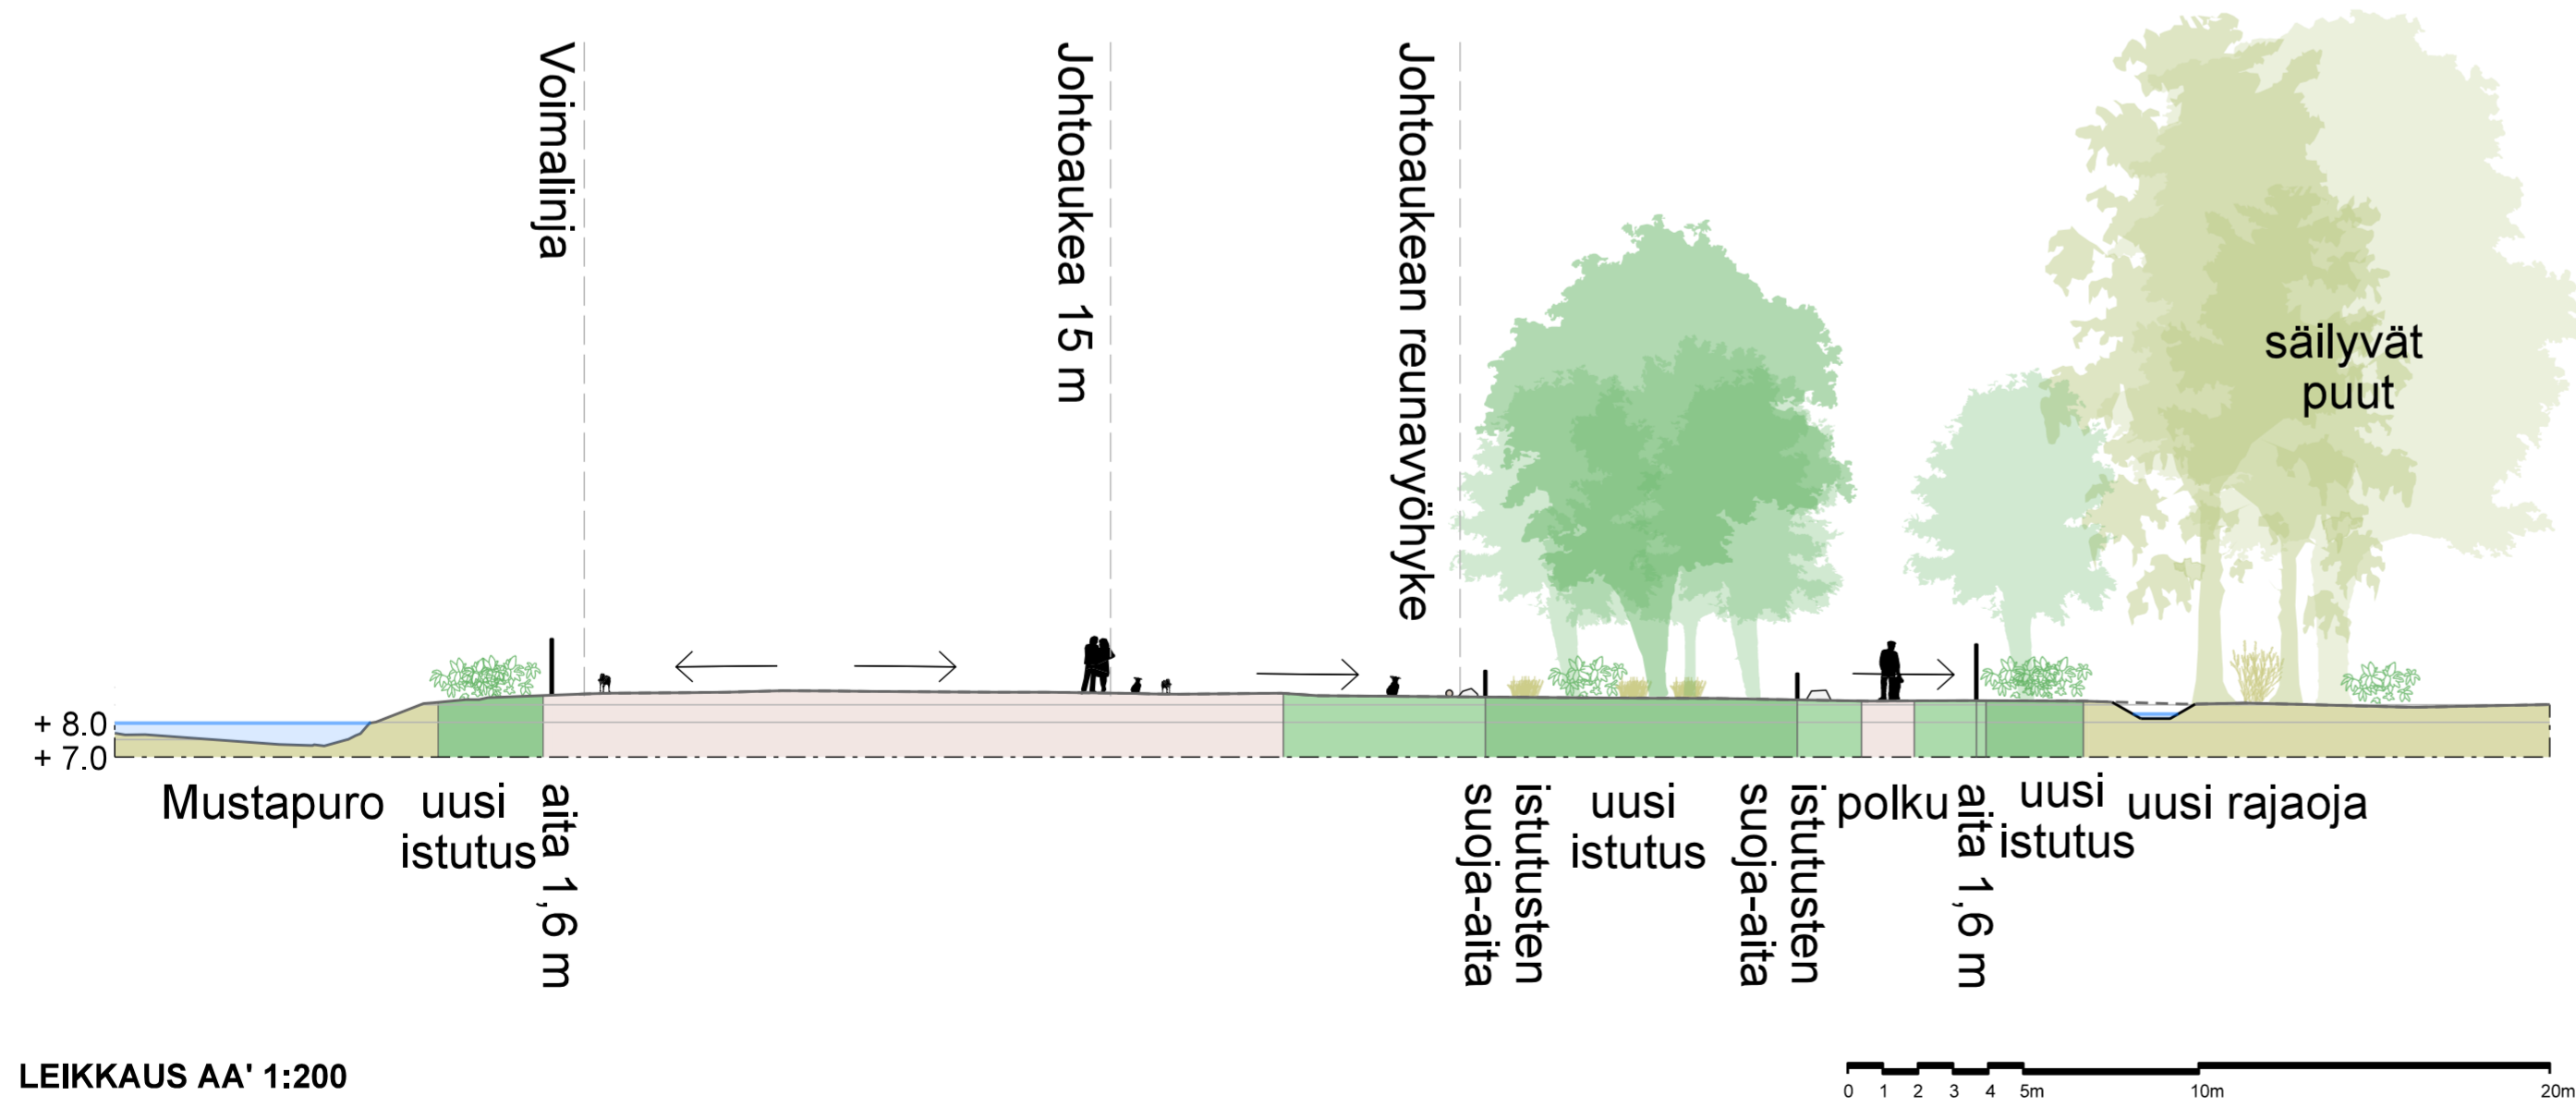 Voimalinja
Johtoaukea 15 m
Johtoaukean reunavyöhyke
säilyvät
puut
+ 8.0
+ 7.0
Mustapuro
uusi
istutus
aita 1,6 m
istutusten
suoja-aita
uusi
istutus
istutusten
suoja-aita
polku
aita 1,6 m
uusi
istutus
uusi rajaoja
LEIKKAUS AA' 1:200
0 1 2 3 4 5m 10m 20m